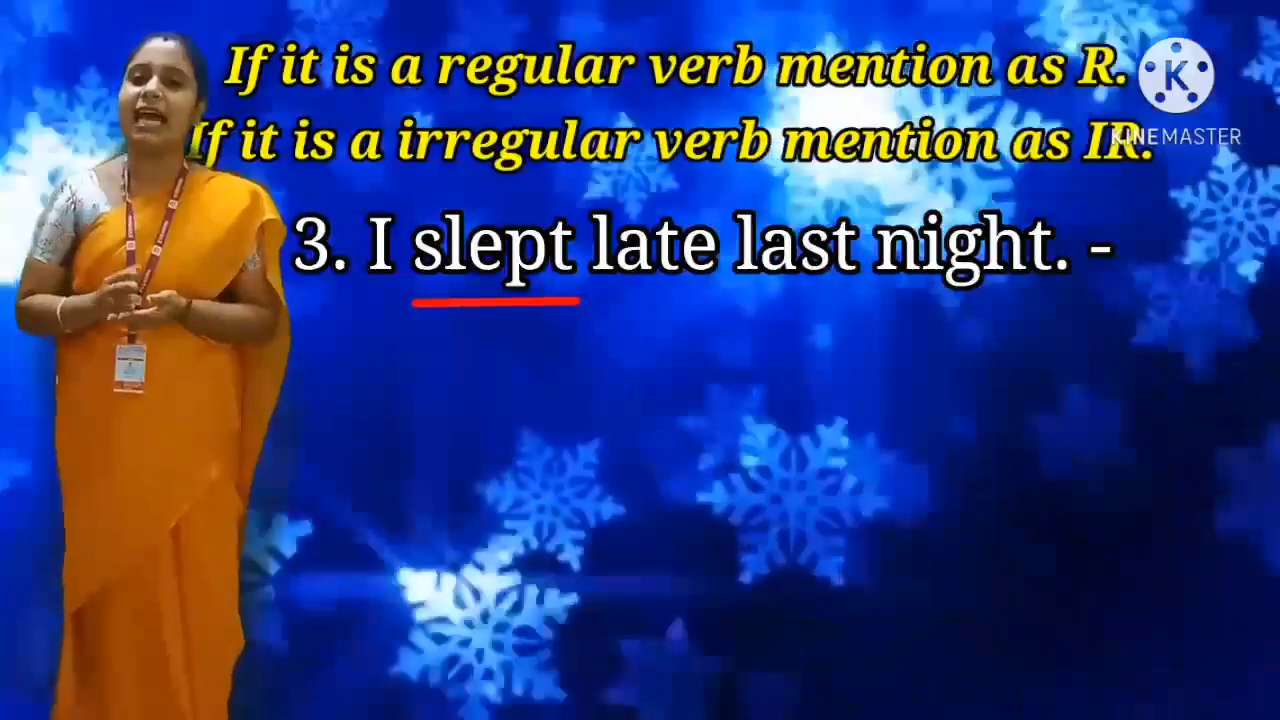 If it is a regular verb mention as R.
If it is a irregular verb mention as IR.
K
KINEMASTER
3. I slept late last night. -